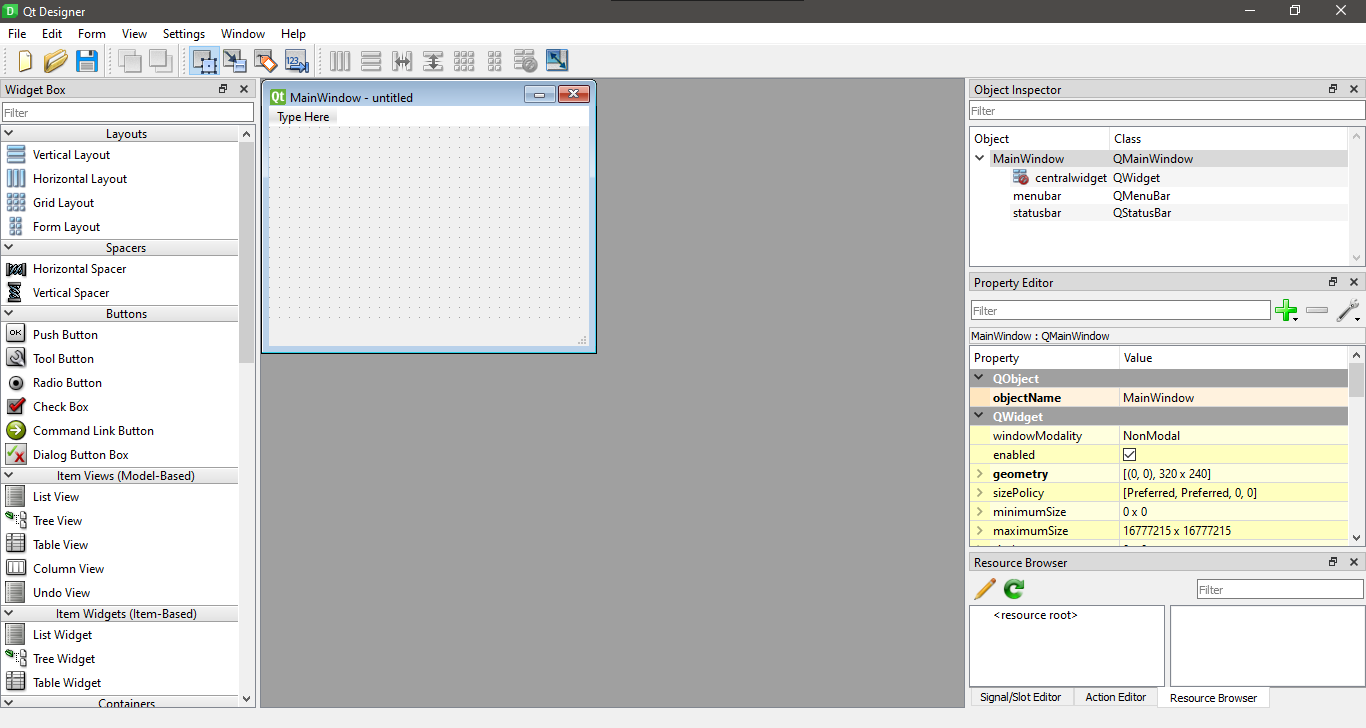 Qt Designer
File Edit Form View Settings Window Help
123
Widget Box
Filter
Layouts
Vertical Layout
Horizontal Layout
Grid Layout
Form Layout
Spacers
Horizontal Spacer
Vertical Spacer
Buttons
OK Push Button
Tool Button
Radio Button
Check Box
Command Link Button
Dialog Button Box
Item Views (Model-Based)
List View
Tree View
Table View
Column View
Undo View
Item Widgets (Item-Based)
List Widget
Tree Widget
Table Widget
Containers
Qt MainWindow - untitled
Type Here
Object Inspector
Filter
Object Class
MainWindow QMainWindow
centralwidget QWidget
menubar QMenuBar
statusbar QStatusBar
Property Editor
Filter
MainWindow : QMainWindow
Property Value
QObject
objectName MainWindow
QWidget
windowModality NonModal
enabled
geometry [(0, 0), 320 x 240]
sizePolicy [Preferred, Preferred, 0, 0]
minimumSize 0 x 0
maximumSize 16777215 x 16777215
Resource Browser
Filter
<resource root>
Signal/Slot Editor Action Editor Resource Browser